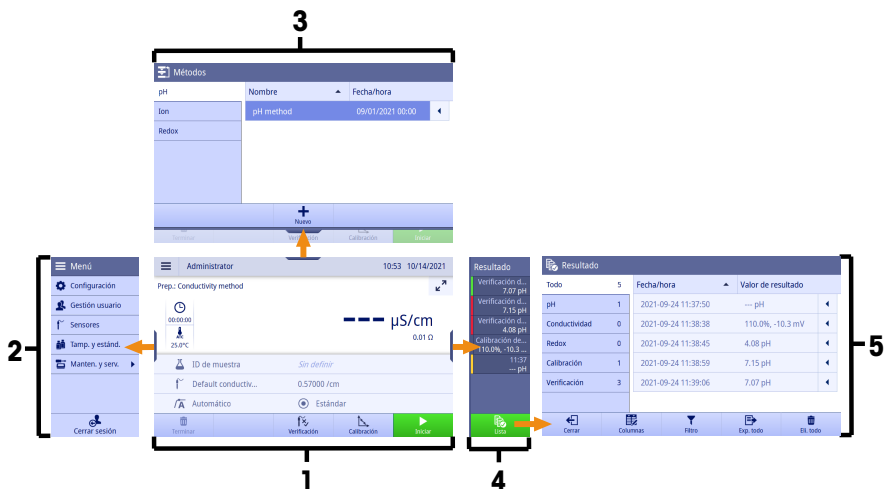 3
Métodos
pH
Nombre
Fecha/hora
Ion
pH method
09/01/2021 00:00
Redox
Nuevo
Terminar
Verificación
Calibración
Iniciar
2
Menú
Configuración
Gestión usuario
Sensores
Tamp. y estánd.
Manten. y serv.
Cerrar sesión
Administrator
10:53 10/14/2021
Prep.: Conductivity method
00:00:00
ATC
25.0°C
--- µS/cm
0.01 Ω
ID de muestra
Sin definir
Default conductiv...
0.57000 /cm
Automático
Estándar
Terminar
Verificación
Calibración
Iniciar
1
Resultado
Verificación d...
7.07 pH
Verificación d...
7.15 pH
Verificación d...
4.08 pH
Calibración de...
110.0%, -10.3 ...
11:37
--- pH
Lista
4
Resultado
Todo 5
Fecha/hora
Valor de resultado
pH 1
2021-09-24 11:37:50
--- pH
Conductividad 0
2021-09-24 11:38:38
110.0%, -10.3 mV
Redox 0
2021-09-24 11:38:45
4.08 pH
Calibración 1
2021-09-24 11:38:59
7.15 pH
Verificación 3
2021-09-24 11:39:06
7.07 pH
Cerrar
Columnas
Filtro
Exp. todo
Eli. todo
5